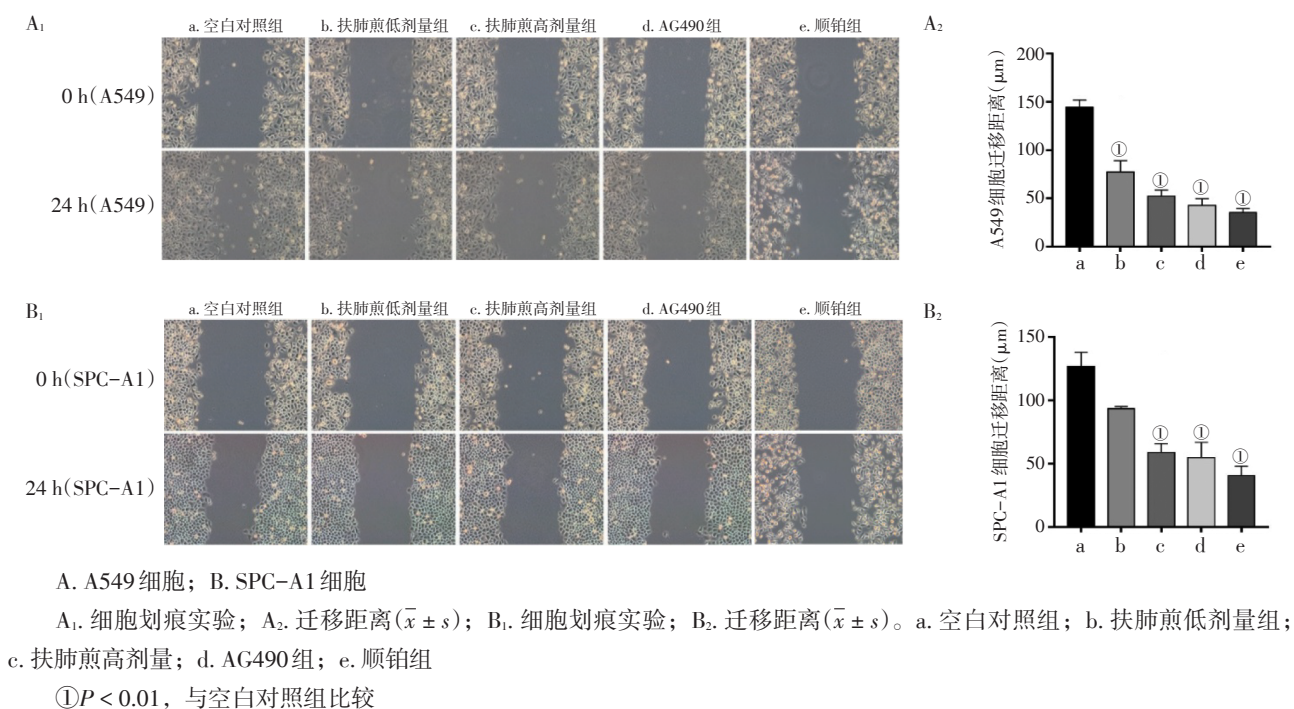 A₁
a. 空白对照组 b. 扶肺煎低剂量组 c. 扶肺煎高剂量组 d. AG490组 e. 顺铂组
0 h(A549)
24 h(A549)
A₂
A549细胞迁移距离(μm)
200
150
100
50
0
① ① ① ①
a b c d e
B₁
a. 空白对照组 b. 扶肺煎低剂量组 c. 扶肺煎高剂量组 d. AG490组 e. 顺铂组
0 h(SPC-A1)
24 h(SPC-A1)
B₂
SPC-A1细胞迁移距离(μm)
150
100
50
0
① ① ①
a b c d e
A. A549细胞；B. SPC-A1细胞
A₁. 细胞划痕实验；A₂. 迁移距离(x̄ ± s)；B₁. 细胞划痕实验；B₂. 迁移距离(x̄ ± s)。a. 空白对照组；b. 扶肺煎低剂量组；
c. 扶肺煎高剂量；d. AG490组；e. 顺铂组
①P < 0.01，与空白对照组比较